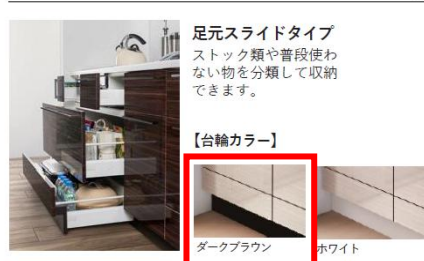 足元スライドタイプ
ストック類や普段使わ
ない物を分類して収納
できます。
【台輪カラー】
ダークブラウン
ホワイト